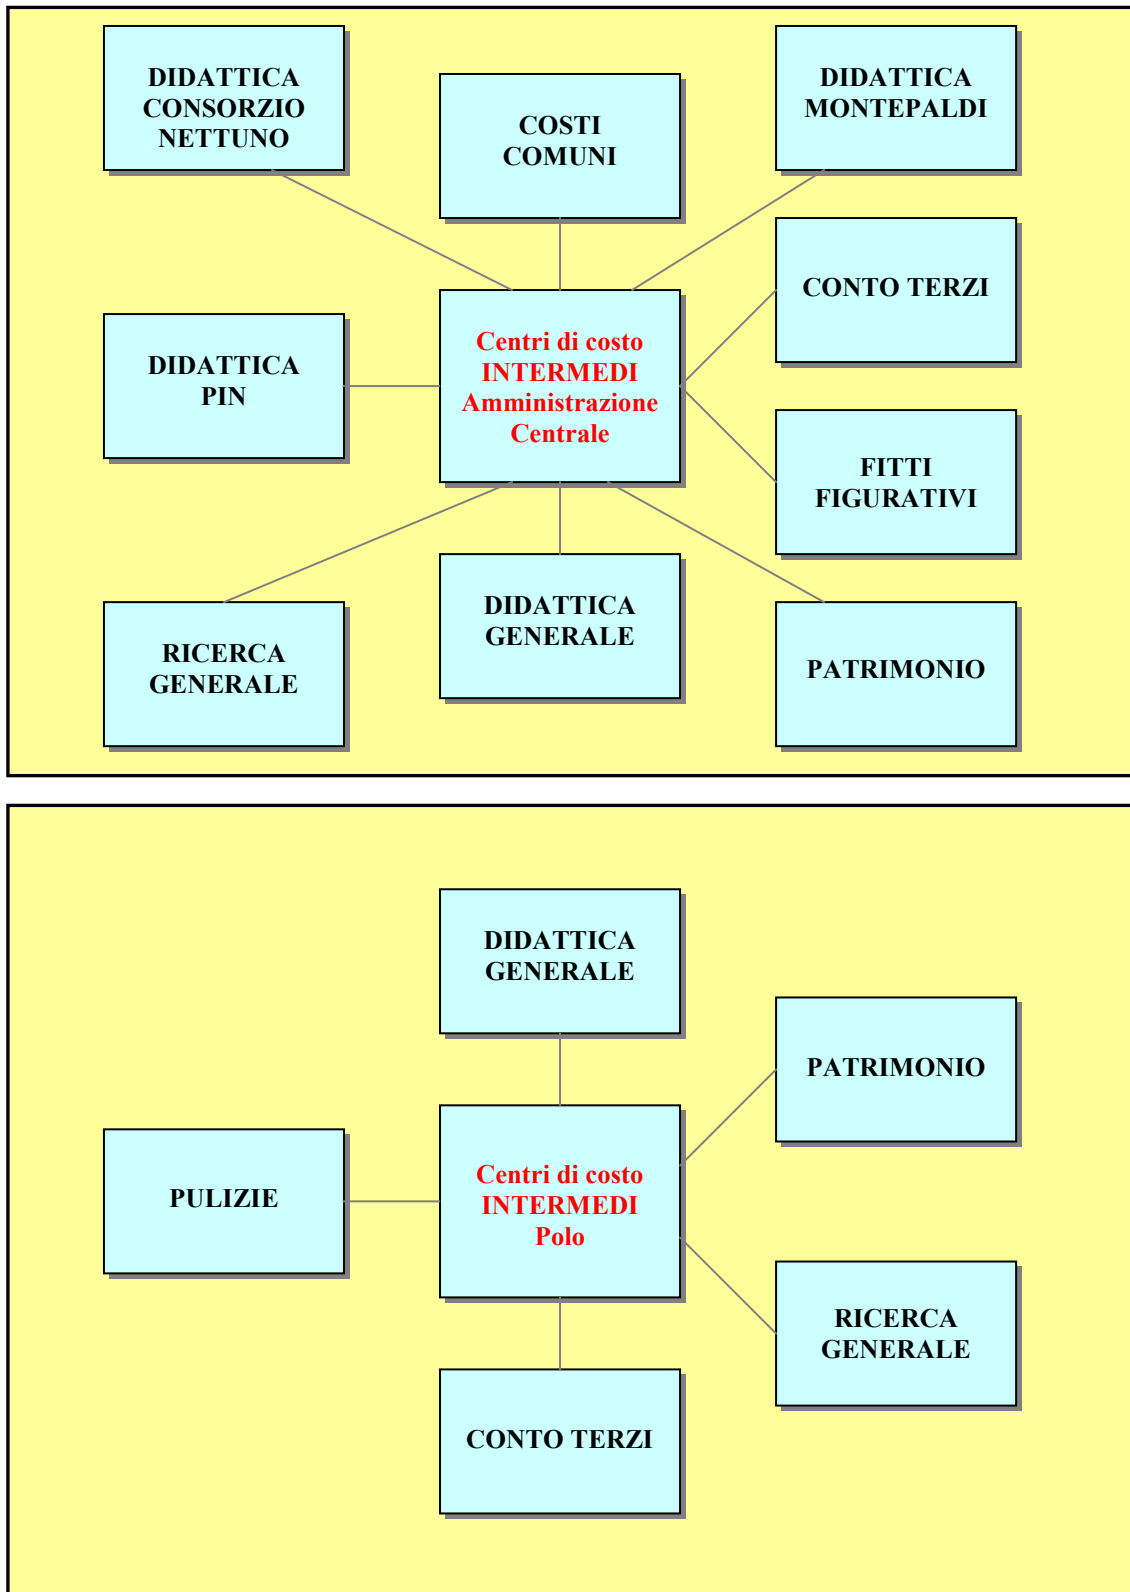 DIDATTICA
CONSORZIO
NETTUNO
COSTI
COMUNI
DIDATTICA
MONTEPALDI
CONTO TERZI
Centri di costo
INTERMEDI
Amministrazione
Centrale
DIDATTICA
PIN
FITTI
FIGURATIVI
DIDATTICA
GENERALE
RICERCA
GENERALE
PATRIMONIO
DIDATTICA
GENERALE
PATRIMONIO
PULIZIE
Centri di costo
INTERMEDI
Polo
RICERCA
GENERALE
CONTO TERZI